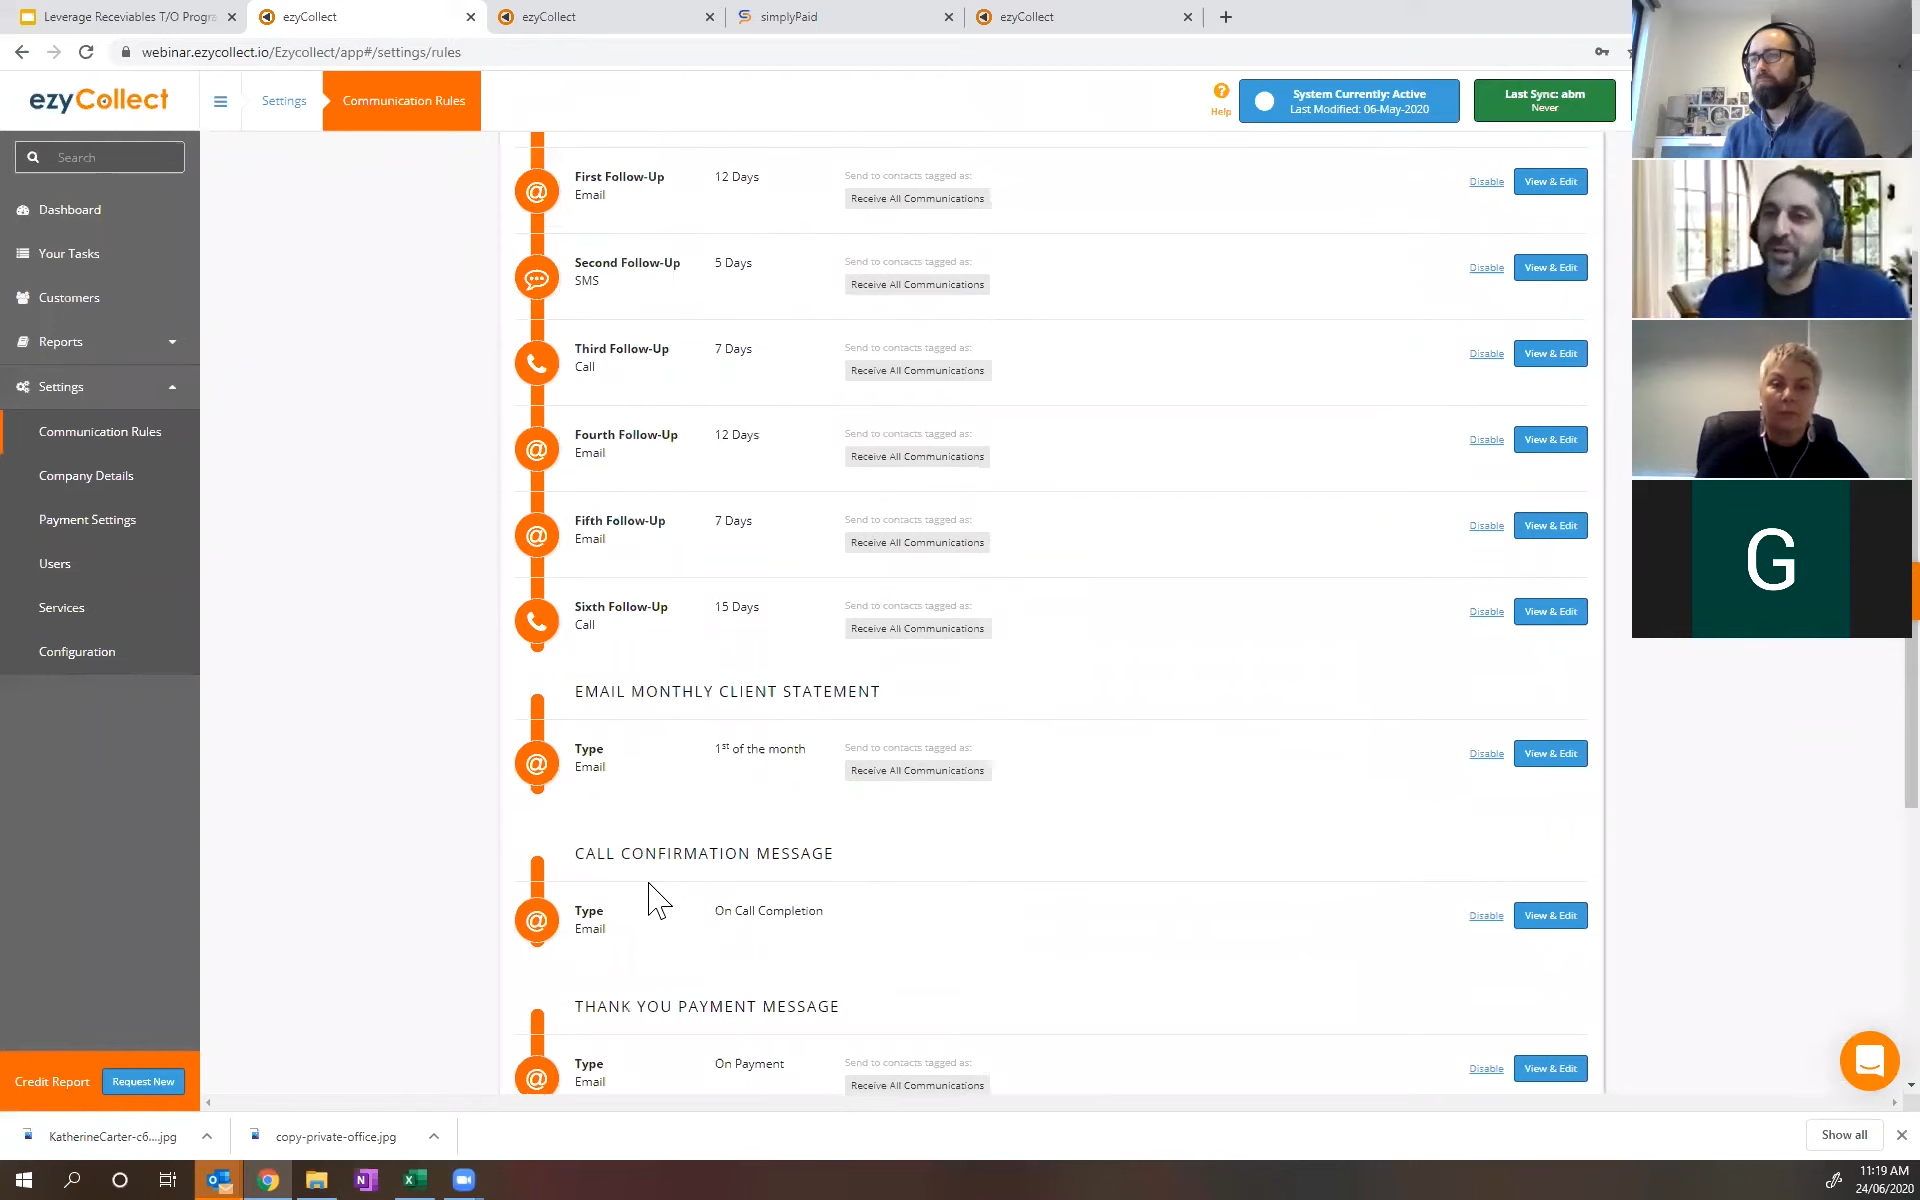 Leverage Receviables T/O Progra
ezyCollect
ezyCollect
simplyPaid
ezyCollect
webinar.ezycollect.io/Ezycollect/app#/settings/rules
ezyCollect
Settings
Communication Rules
Help
System Currently: Active
Last Modified: 06-May-2020
Last Sync: abm
Never
Search
Dashboard
Your Tasks
Customers
Reports
Settings
Communication Rules
Company Details
Payment Settings
Users
Services
Configuration
Credit Report
Request New
First Follow-Up
Email
12 Days
Send to contacts tagged as:
Receive All Communications
Disable
View & Edit
Second Follow-Up
SMS
5 Days
Send to contacts tagged as:
Receive All Communications
Disable
View & Edit
Third Follow-Up
Call
7 Days
Send to contacts tagged as:
Receive All Communications
Disable
View & Edit
Fourth Follow-Up
Email
12 Days
Send to contacts tagged as:
Receive All Communications
Disable
View & Edit
Fifth Follow-Up
Email
7 Days
Send to contacts tagged as:
Receive All Communications
Disable
View & Edit
Sixth Follow-Up
Call
15 Days
Send to contacts tagged as:
Receive All Communications
Disable
View & Edit
EMAIL MONTHLY CLIENT STATEMENT
Type
Email
1st of the month
Send to contacts tagged as:
Receive All Communications
Disable
View & Edit
CALL CONFIRMATION MESSAGE
Type
Email
On Call Completion
Disable
View & Edit
THANK YOU PAYMENT MESSAGE
Type
Email
On Payment
Send to contacts tagged as:
Receive All Communications
Disable
View & Edit
G
KatherineCarter-c6....jpg
copy-private-office.jpg
Show all
11:19 AM
24/06/2020